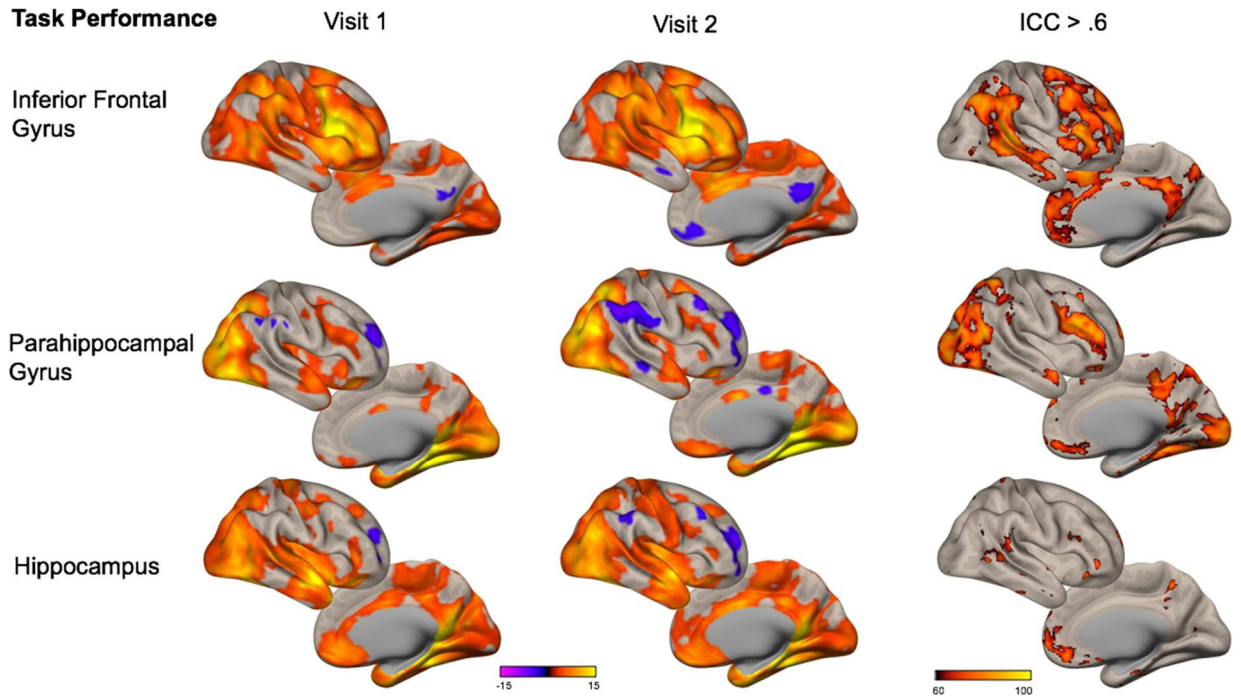 Task Performance
Visit 1
Visit 2
ICC > .6
Inferior Frontal
Gyrus
Parahippocampal
Gyrus
Hippocampus
-15
15
60
100